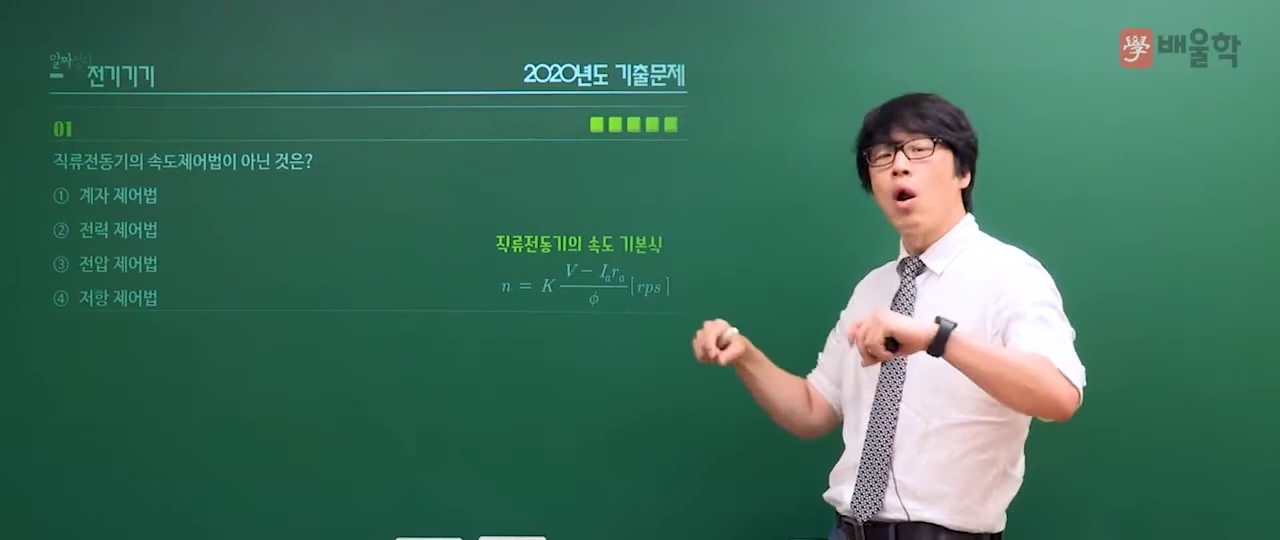 學 배울학
알짜
전기기기
2020년도 기출문제
01
직류전동기의 속도제어법이 아닌 것은?
① 계자 제어법
② 전력 제어법
③ 전압 제어법
④ 저항 제어법
직류전동기의 속도 기본식
n = K (V - Iₐrₐ)/ϕ [rps]